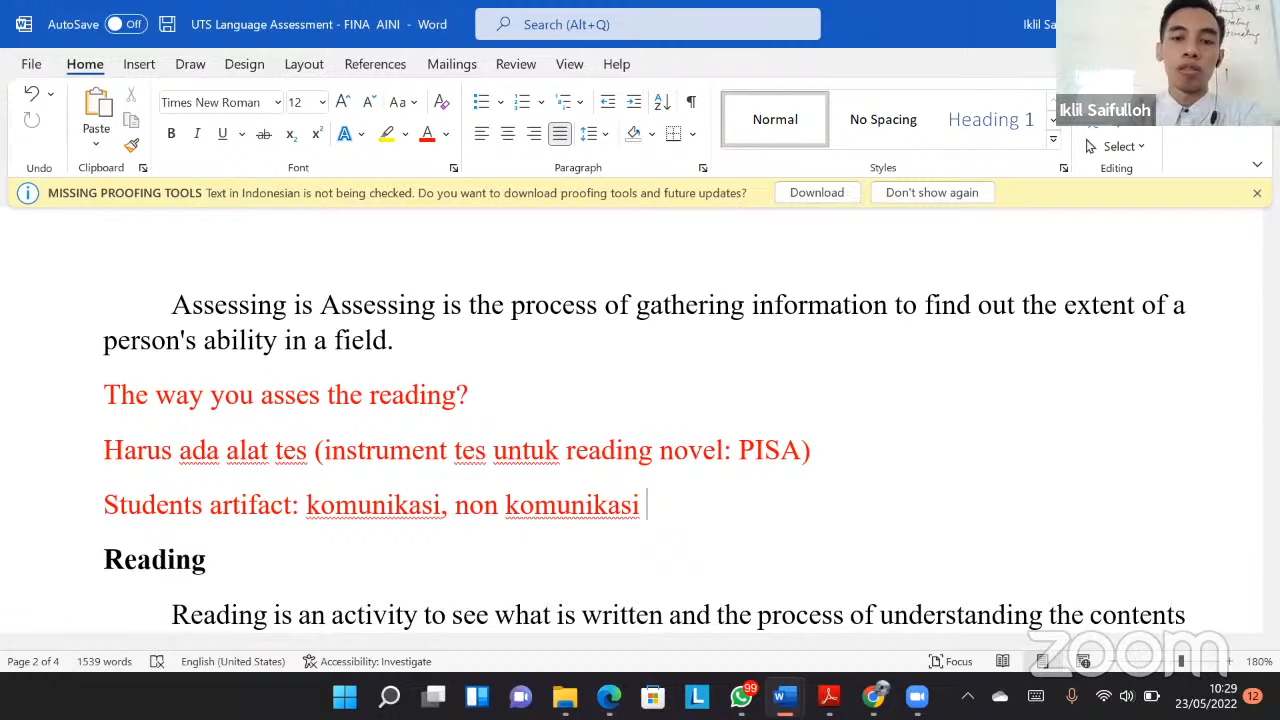 AutoSave Off UTS Language Assessment - FINA AINI - Word Search (Alt+Q) Iklil Sa
File Home Insert Draw Design Layout References Mailings Review View Help
Times New Roman 12 Aa
Paste Normal No Spacing Heading 1 Iklil Saifulloh
Select
Undo Clipboard Font Paragraph Styles Editing
MISSING PROOFING TOOLS Text in Indonesian is not being checked. Do you want to download proofing tools and future updates? Download Don't show again
Assessing is Assessing is the process of gathering information to find out the extent of a
person's ability in a field.
The way you asses the reading?
Harus ada alat tes (instrument tes untuk reading novel: PISA)
Students artifact: komunikasi, non komunikasi
Reading
Reading is an activity to see what is written and the process of understanding the contents
zoom
Page 2 of 4 1539 words English (United States) Accessibility: Investigate Focus 180%
99 10:29
23/05/2022 12